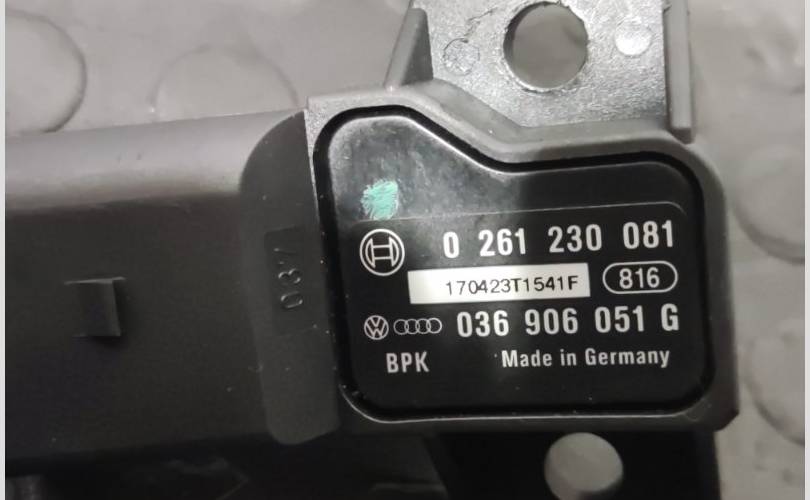 0 261 230 081
170423T1541F 816
036 906 051 G
BPK Made in Germany
037